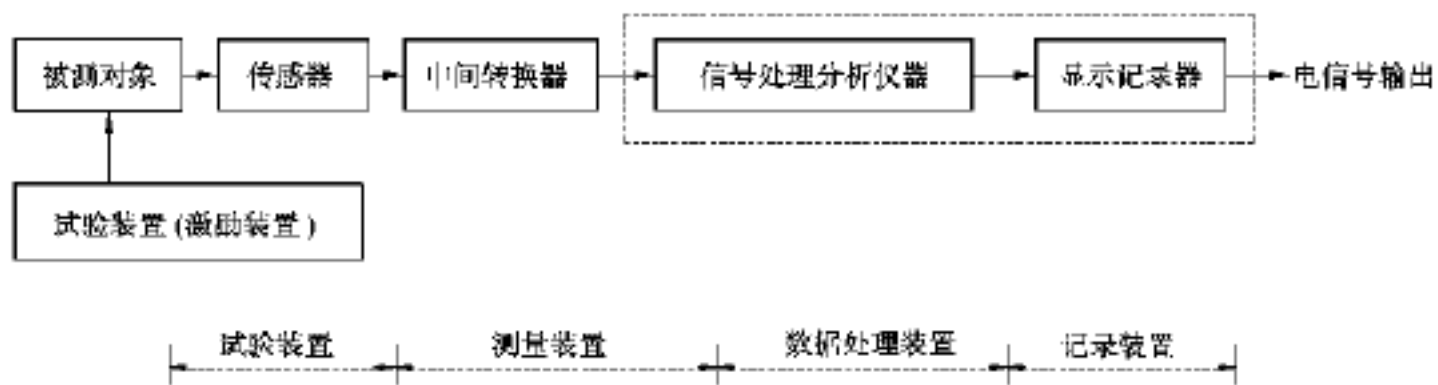 被测对象
传感器
中间转换器
信号处理分析仪器
显示记录器
电信号输出
试验装置(激励装置)
试验装置
测量装置
数据处理装置
记录装置